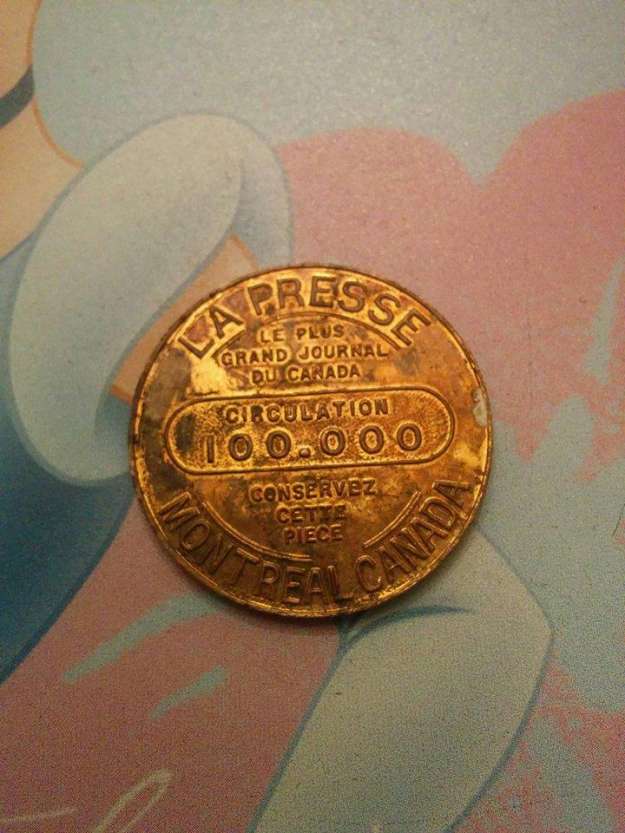 LA PRESSE
LE PLUS
GRAND JOURNAL
DU CANADA
CIRCULATION
100.000
CONSERVEZ
CETTE
PIECE
MONTREAL CANADA